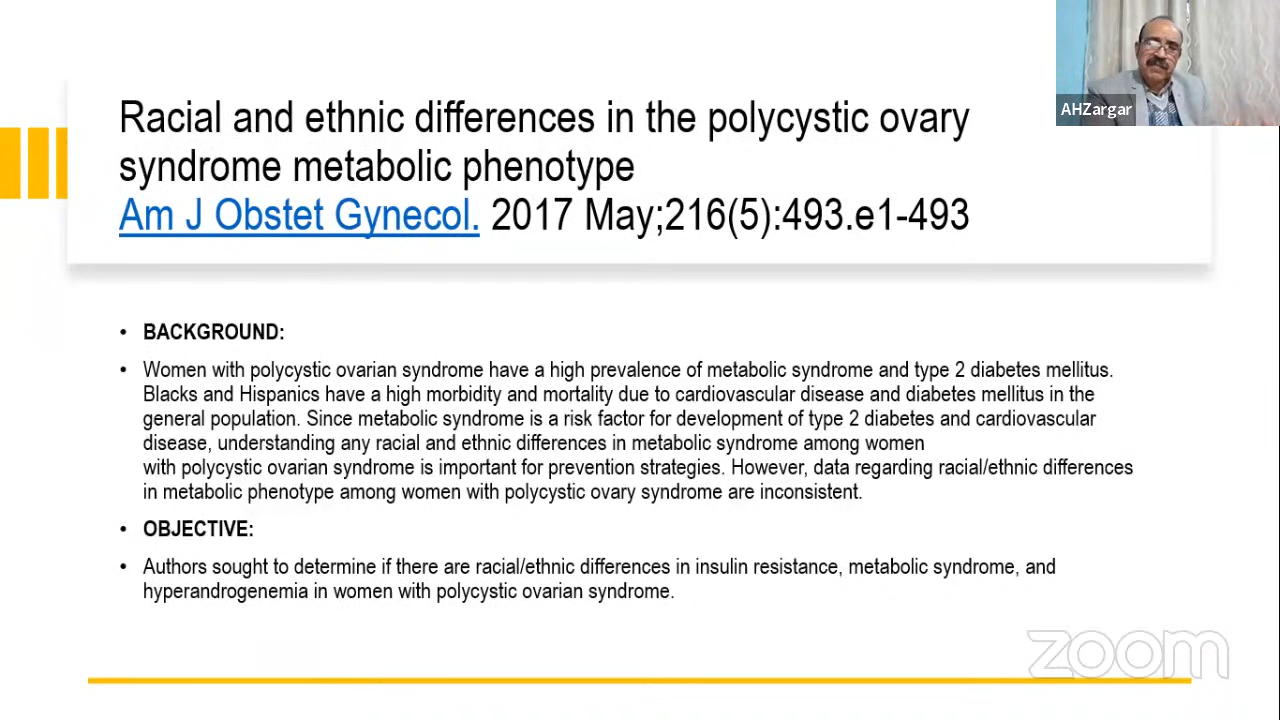 Racial and ethnic differences in the polycystic ovary
syndrome metabolic phenotype
Am J Obstet Gynecol. 2017 May;216(5):493.e1-493
AHZargar
• BACKGROUND:
• Women with polycystic ovarian syndrome have a high prevalence of metabolic syndrome and type 2 diabetes mellitus.
Blacks and Hispanics have a high morbidity and mortality due to cardiovascular disease and diabetes mellitus in the
general population. Since metabolic syndrome is a risk factor for development of type 2 diabetes and cardiovascular
disease, understanding any racial and ethnic differences in metabolic syndrome among women
with polycystic ovarian syndrome is important for prevention strategies. However, data regarding racial/ethnic differences
in metabolic phenotype among women with polycystic ovary syndrome are inconsistent.
• OBJECTIVE:
• Authors sought to determine if there are racial/ethnic differences in insulin resistance, metabolic syndrome, and
hyperandrogenemia in women with polycystic ovarian syndrome.
zoom